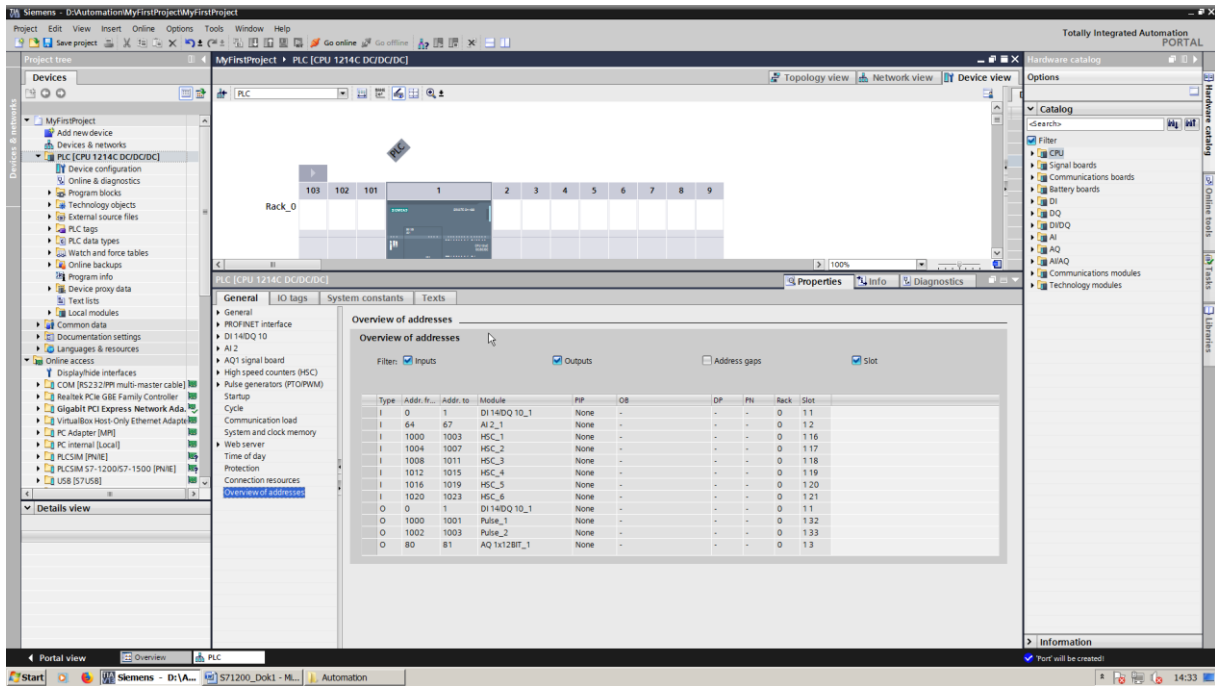 Siemens - D:\Automation\MyFirstProject\MyFirstProject
Project Edit View Insert Online Options Tools Window Help
Save project Go online Go offline
Totally Integrated Automation
PORTAL
Project tree
Devices
MyFirstProject
Add new device
Devices & networks
PLC [CPU 1214C DC/DC/DC]
Device configuration
Online & diagnostics
Program blocks
Technology objects
External source files
PLC tags
PLC data types
Watch and force tables
Online backups
Program info
Device proxy data
Text lists
Local modules
Common data
Documentation settings
Languages & resources
Online access
Display/hide interfaces
COM [RS232/PPI multi-master cable]
Realtek PCIe GBE Family Controller
Gigabit PCI Express Network Ada.
VirtualBox Host-Only Ethernet Adapte
PC Adapter [MPI]
PC internal [Local]
PLCSIM [PN/IE]
PLCSIM S7-1200/S7-1500 [PN/IE]
USB [S7USB]
Details view
Devices & networks
MyFirstProject PLC [CPU 1214C DC/DC/DC]
Topology view Network view Device view
PLC
PLC
103 102 101 1 2 3 4 5 6 7 8 9
Rack_0
100%
PLC [CPU 1214C DC/DC/DC]
Properties Info Diagnostics
General IO tags System constants Texts
General
PROFINET interface
DI 14/DQ 10
AI 2
AQ1 signal board
High speed counters (HSC)
Pulse generators (PTO/PWM)
Startup
Cycle
Communication load
System and clock memory
Web server
Time of day
Protection
Connection resources
Overview of addresses
Overview of addresses
Overview of addresses
Filter: Inputs Outputs Address gaps Slot
Type Addr. fr... Addr. to Module PIP OB DP PN Rack Slot
I 0 1 DI 14/DQ 10_1 None - - - 0 1 1
I 64 67 AI 2_1 None - - - 0 1 2
I 1000 1003 HSC_1 None - - - 0 1 16
I 1004 1007 HSC_2 None - - - 0 1 17
I 1008 1011 HSC_3 None - - - 0 1 18
I 1012 1015 HSC_4 None - - - 0 1 19
I 1016 1019 HSC_5 None - - - 0 1 20
I 1020 1023 HSC_6 None - - - 0 1 21
O 0 1 DI 14/DQ 10_1 None - - - 0 1 1
O 1000 1001 Pulse_1 None - - - 0 1 32
O 1002 1003 Pulse_2 None - - - 0 1 33
O 80 81 AQ 1x12BIT_1 None - - - 0 1 3
Hardware catalog
Options
Catalog
<Search>
Filter
CPU
Signal boards
Communications boards
Battery boards
DI
DQ
DI/DQ
AI
AQ
AI/AQ
Communications modules
Technology modules
Information
Hardware catalog
Online tools
Tasks
Libraries
Portal view Overview PLC
'Port' will be created!
Start Siemens - D:\A... S71200_Dok1 - Mi... Automation 14:33